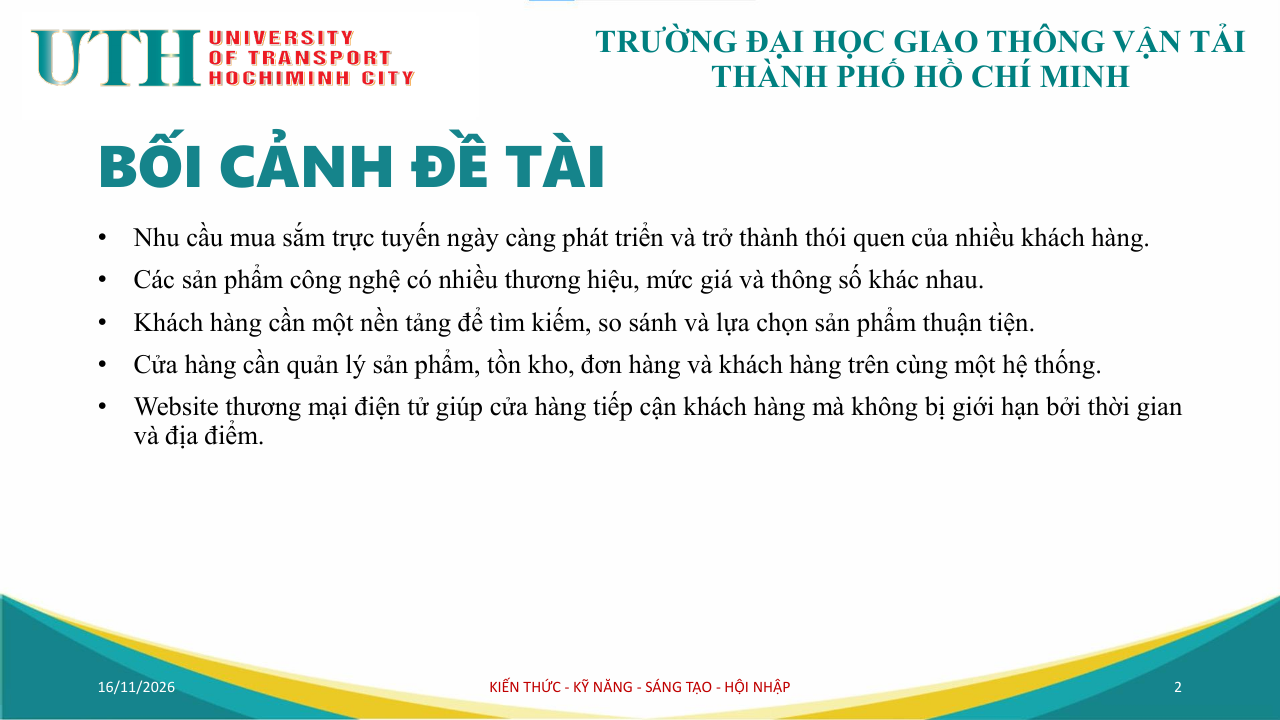 UTH UNIVERSITY
OF TRANSPORT
HOCHIMINH CITY
TRƯỜNG ĐẠI HỌC GIAO THÔNG VẬN TẢI
THÀNH PHỐ HỒ CHÍ MINH
BỐI CẢNH ĐỀ TÀI
• Nhu cầu mua sắm trực tuyến ngày càng phát triển và trở thành thói quen của nhiều khách hàng.
• Các sản phẩm công nghệ có nhiều thương hiệu, mức giá và thông số khác nhau.
• Khách hàng cần một nền tảng để tìm kiếm, so sánh và lựa chọn sản phẩm thuận tiện.
• Cửa hàng cần quản lý sản phẩm, tồn kho, đơn hàng và khách hàng trên cùng một hệ thống.
• Website thương mại điện tử giúp cửa hàng tiếp cận khách hàng mà không bị giới hạn bởi thời gian
và địa điểm.
16/11/2026
KIẾN THỨC - KỸ NĂNG - SÁNG TẠO - HỘI NHẬP
2